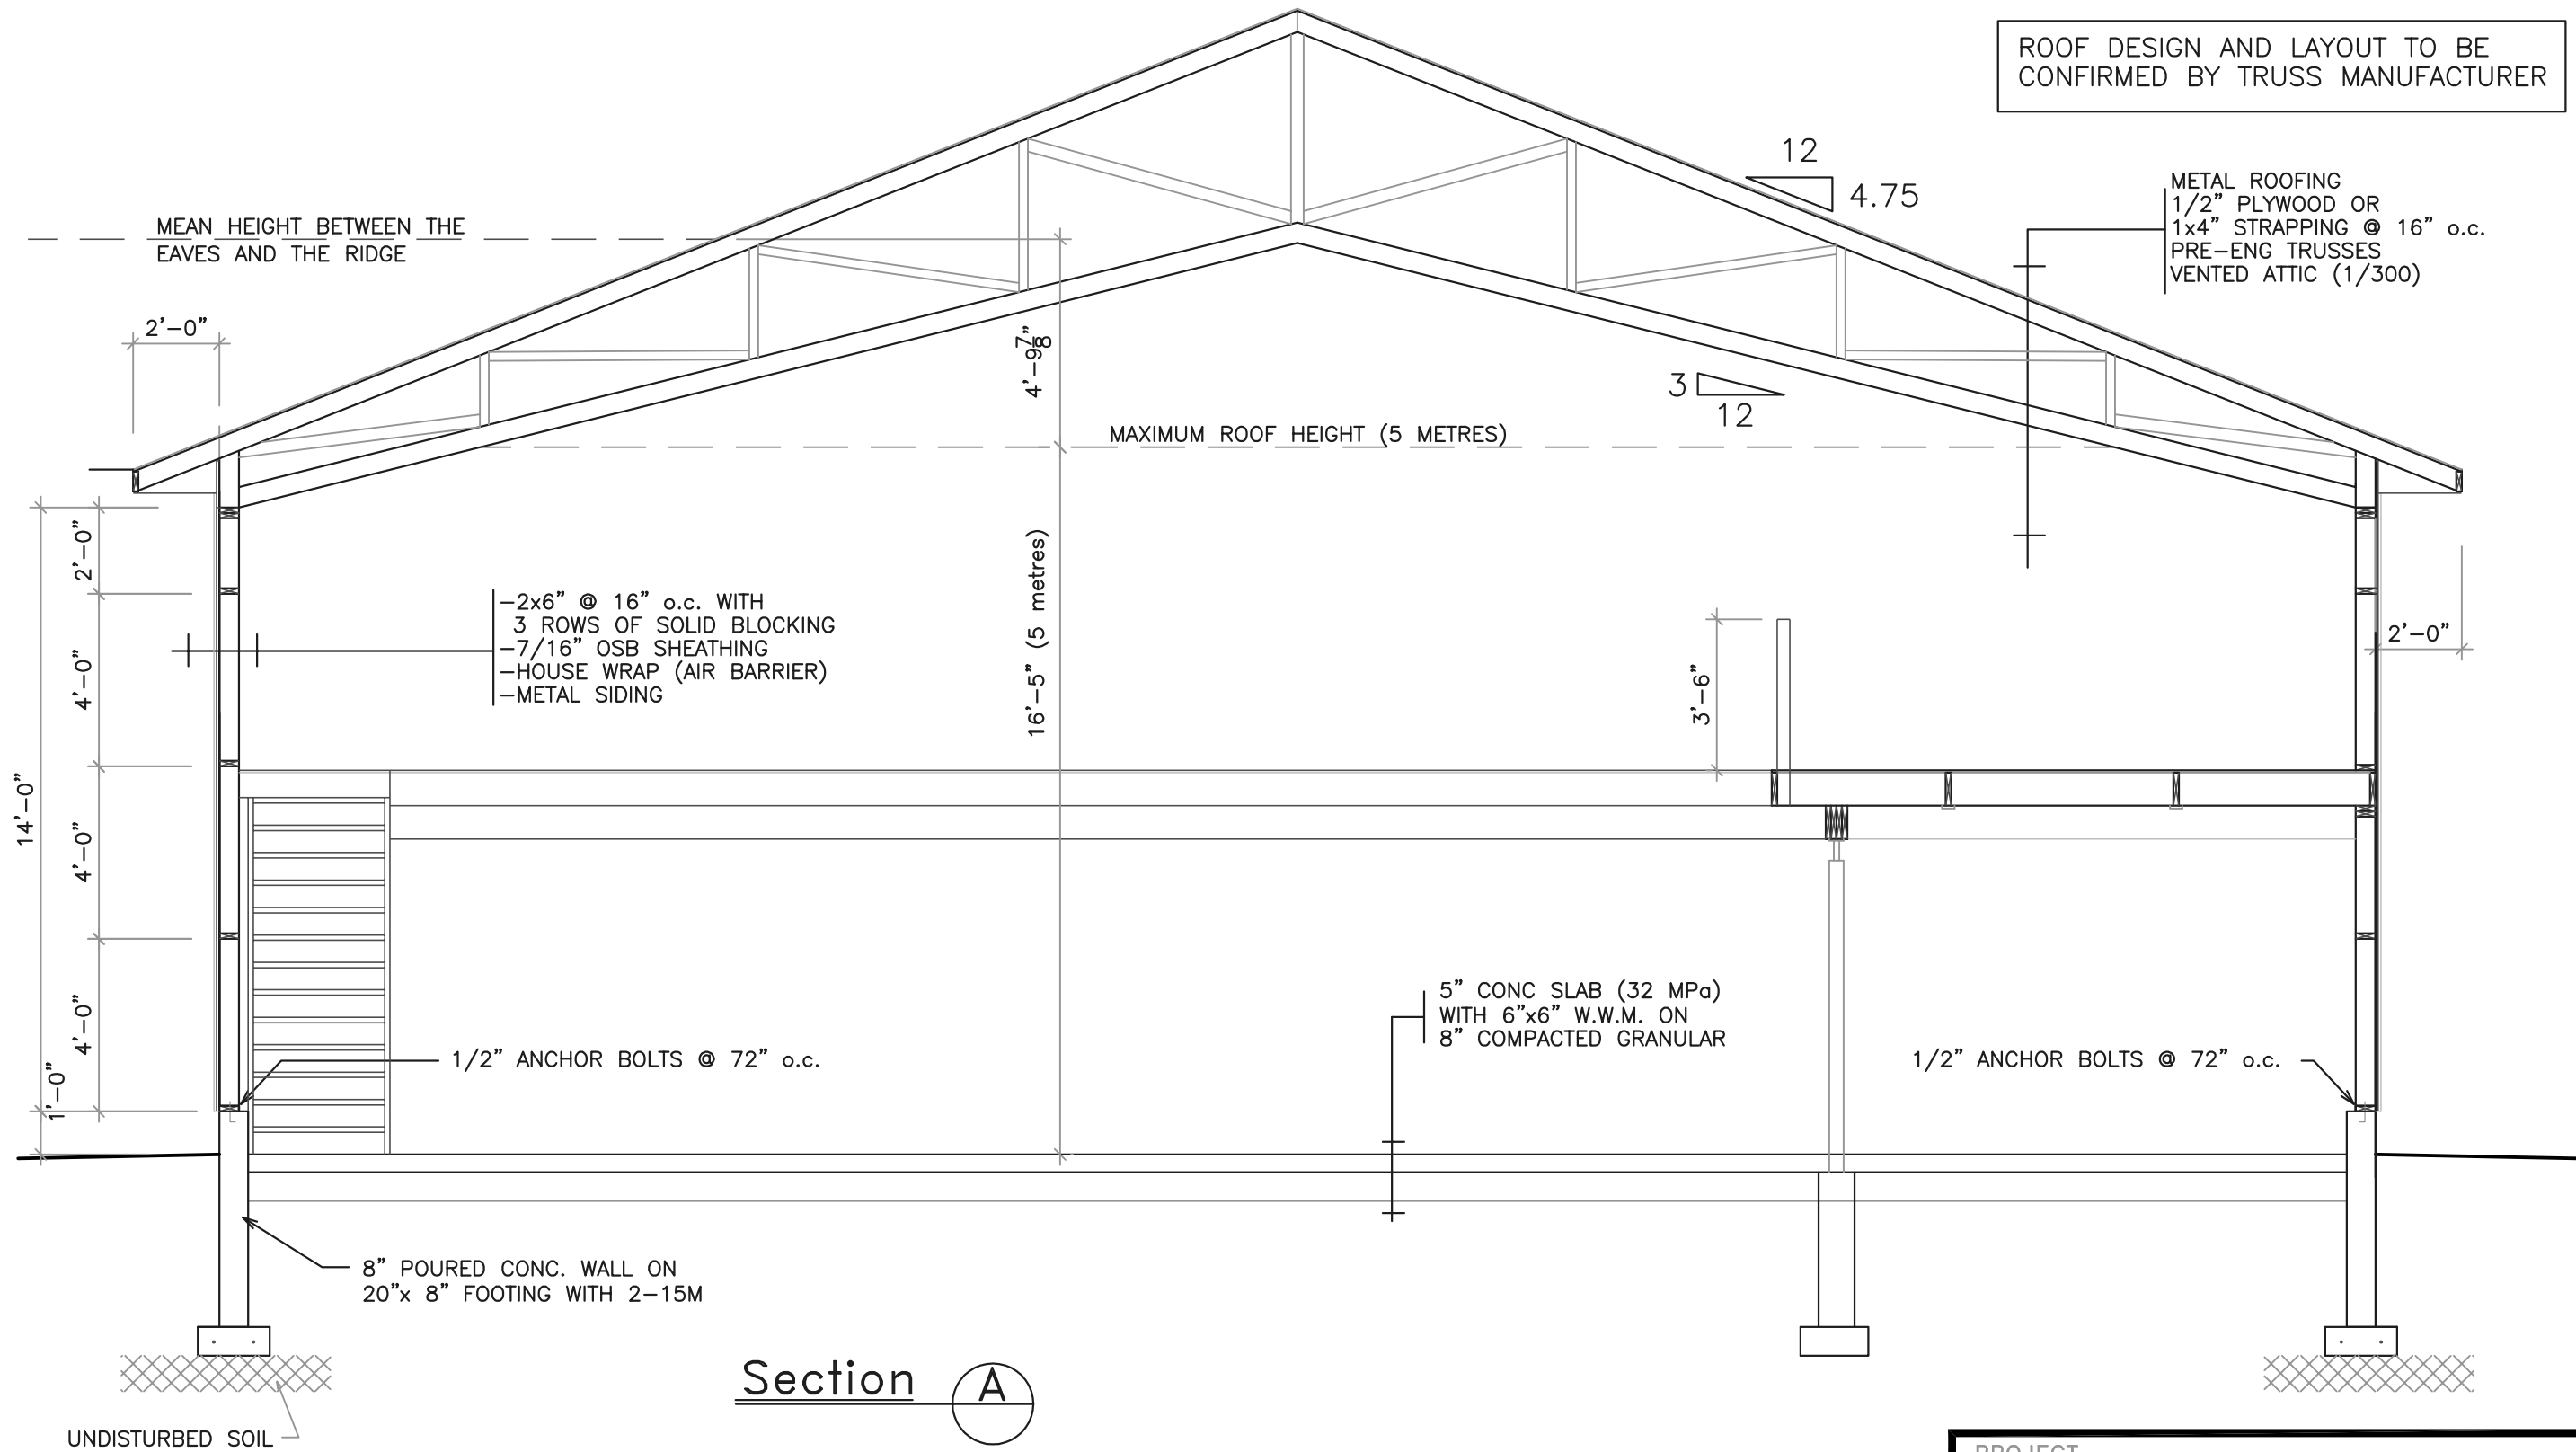 ROOF DESIGN AND LAYOUT TO BE
CONFIRMED BY TRUSS MANUFACTURER
12
4.75
METAL ROOFING
1/2" PLYWOOD OR
1x4" STRAPPING @ 16" o.c.
PRE-ENG TRUSSES
VENTED ATTIC (1/300)
MEAN HEIGHT BETWEEN THE
EAVES AND THE RIDGE
2'-0"
4'-9 7/8"
3
12
MAXIMUM ROOF HEIGHT (5 METRES)
2'-0"
-2x6" @ 16" o.c. WITH
3 ROWS OF SOLID BLOCKING
-7/16" OSB SHEATHING
-HOUSE WRAP (AIR BARRIER)
-METAL SIDING
16'-5" (5 metres)
2'-0"
4'-0"
3'-6"
14'-0"
4'-0"
4'-0"
1'-0"
5" CONC SLAB (32 MPa)
WITH 6"x6" W.W.M. ON
8" COMPACTED GRANULAR
1/2" ANCHOR BOLTS @ 72" o.c.
1/2" ANCHOR BOLTS @ 72" o.c.
8" POURED CONC. WALL ON
20"x 8" FOOTING WITH 2-15M
Section
A
UNDISTURBED SOIL
PROJECT